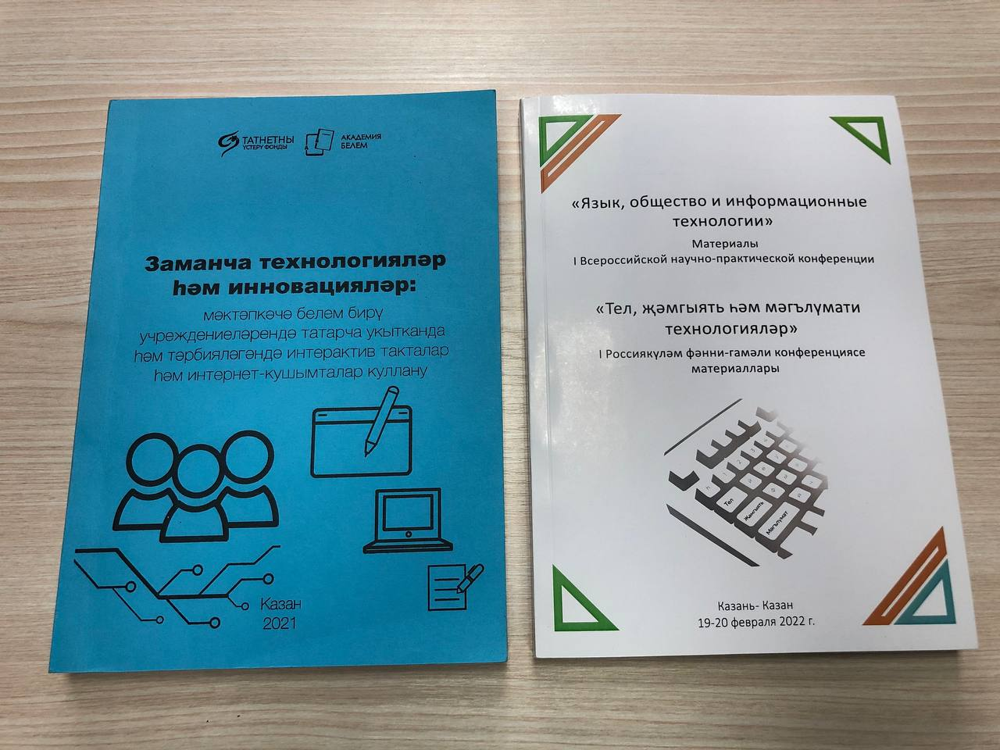 ТАТНЕТНЫ
ҮСТЕРҮ ФОНДЫ
АКАДЕМИЯ
БЕЛЕМ
Заманча технологияләр
һәм инновацияләр:
мәктәпкәчә белем бирү
учреждениеләрендә татарча укытканда
һәм тәрбияләгәндә интерактив такталар
һәм интернет-кушымталар куллану
Казан
2021
«Язык, общество и информационные
технологии»
Материалы
I Всероссийской научно-практической конференции
«Тел, җәмгыять һәм мәгълүмати
технологияләр»
I Россиякүләм фәнни-гамәли конференциясе
материаллары
Тел
Җәмгыять
Мәгълүмат
Казань- Казан
19-20 февраля 2022 г.